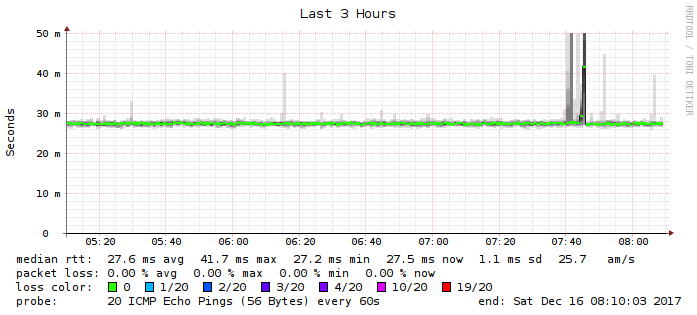 Last 3 Hours
RRDTOOL / TOBI OETIKER
Seconds
50 m
40 m
30 m
20 m
10 m
0
05:20 05:40 06:00 06:20 06:40 07:00 07:20 07:40 08:00
median rtt: 27.6 ms avg 41.7 ms max 27.2 ms min 27.5 ms now 1.1 ms sd 25.7 am/s
packet loss: 0.00 % avg 0.00 % max 0.00 % min 0.00 % now
loss color: 0 1/20 2/20 3/20 4/20 10/20 19/20
probe: 20 ICMP Echo Pings (56 Bytes) every 60s end: Sat Dec 16 08:10:03 2017